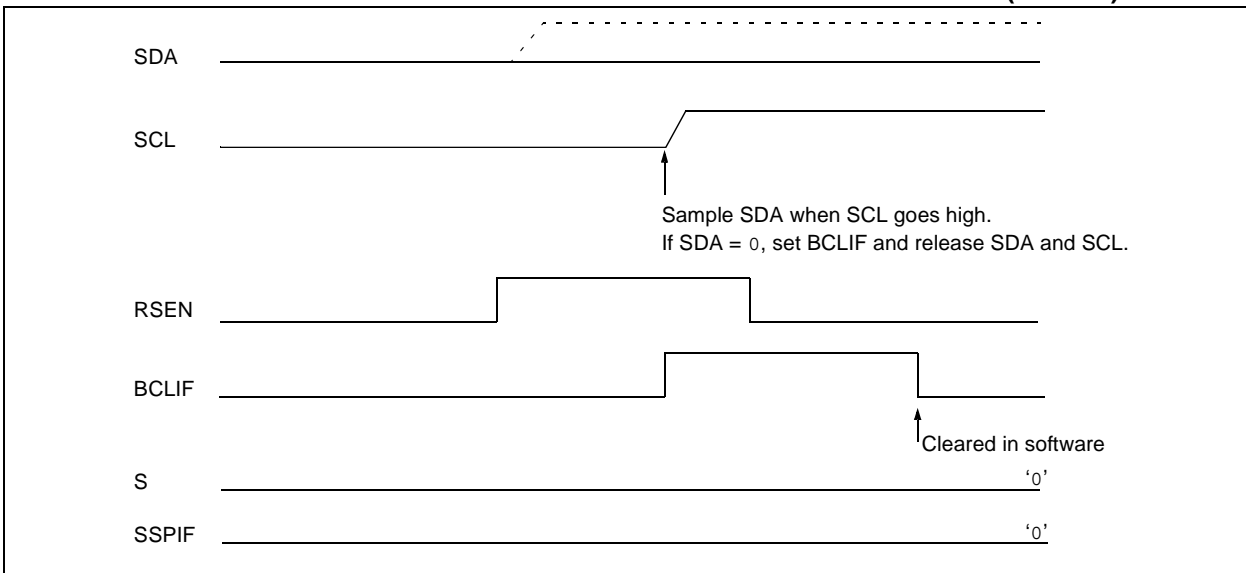 SDA
SCL
Sample SDA when SCL goes high.
If SDA = 0, set BCLIF and release SDA and SCL.
RSEN
BCLIF
Cleared in software
S
‘0’
SSPIF
‘0’